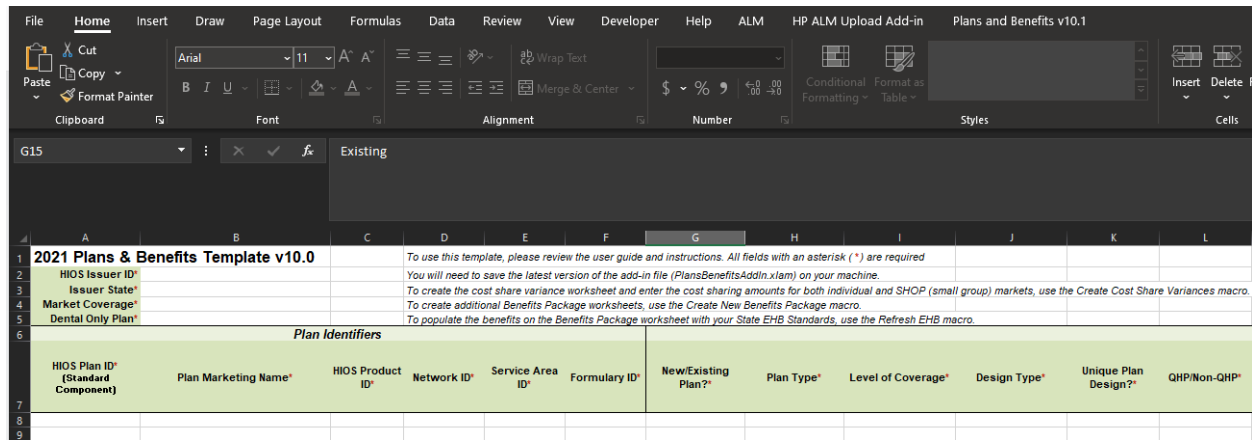 File Home Insert Draw Page Layout Formulas Data Review View Developer Help ALM HP ALM Upload Add-in Plans and Benefits v10.1
Paste
Cut
Copy
Format Painter
Clipboard
Arial 11 A A
B I U A
Font
ab Wrap Text
Merge & Center
Alignment
$ % 9 .00
Number
Conditional Formatting
Format as Table
Styles
Insert Delete
Cells
G15 fx Existing
A B C D E F G H I J K L
1 2021 Plans & Benefits Template v10.0 To use this template, please review the user guide and instructions. All fields with an asterisk (*) are required
2 HIOS Issuer ID* You will need to save the latest version of the add-in file (PlansBenefitsAddIn.xlam) on your machine.
3 Issuer State* To create the cost share variance worksheet and enter the cost sharing amounts for both individual and SHOP (small group) markets, use the Create Cost Share Variances macro.
4 Market Coverage* To create additional Benefits Package worksheets, use the Create New Benefits Package macro.
5 Dental Only Plan* To populate the benefits on the Benefits Package worksheet with your State EHB Standards, use the Refresh EHB macro.
6 Plan Identifiers
7 HIOS Plan ID* (Standard Component) Plan Marketing Name* HIOS Product ID* Network ID* Service Area ID* Formulary ID* New/Existing Plan?* Plan Type* Level of Coverage* Design Type* Unique Plan Design?* QHP/Non-QHP*
8
9